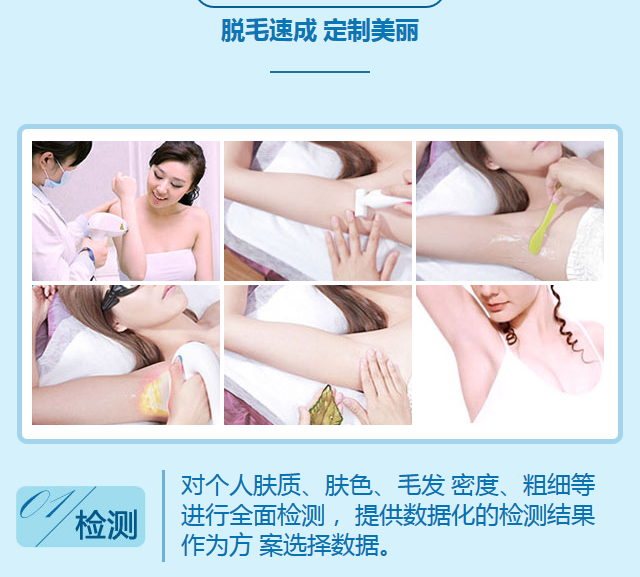 脱毛速成 定制美丽
01 检测
对个人肤质、肤色、毛发 密度、粗细等
进行全面检测 ，提供数据化的检测结果
作为方 案选择数据。